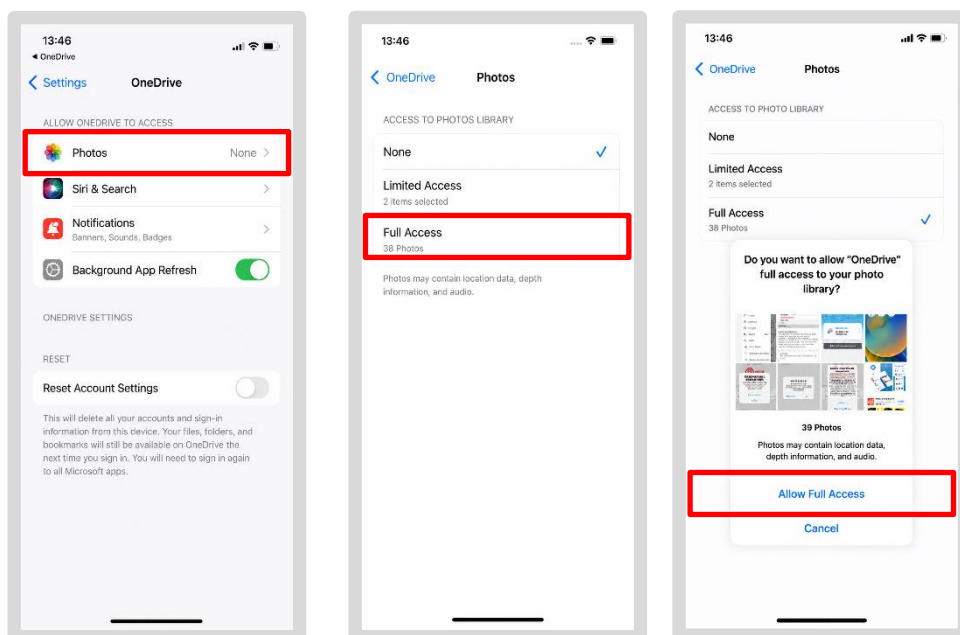 13:46
OneDrive
Settings
OneDrive
ALLOW ONEDRIVE TO ACCESS
Photos
None
Siri & Search
Notifications
Banners, Sounds, Badges
Background App Refresh
ONEDRIVE SETTINGS
RESET
Reset Account Settings
This will delete all your accounts and sign-in
information from this device. Your files, folders, and
bookmarks will still be available on OneDrive the
next time you sign in. You will need to sign in again
to all Microsoft apps.
13:46
OneDrive
Photos
ACCESS TO PHOTOS LIBRARY
None
Limited Access
2 items selected
Full Access
38 Photos
Photos may contain location data, depth
information, and audio.
13:46
OneDrive
Photos
ACCESS TO PHOTO LIBRARY
None
Limited Access
2 items selected
Full Access
38 Photos
Do you want to allow "OneDrive"
full access to your photo
library?
39 Photos
Photos may contain location data,
depth information, and audio.
Allow Full Access
Cancel